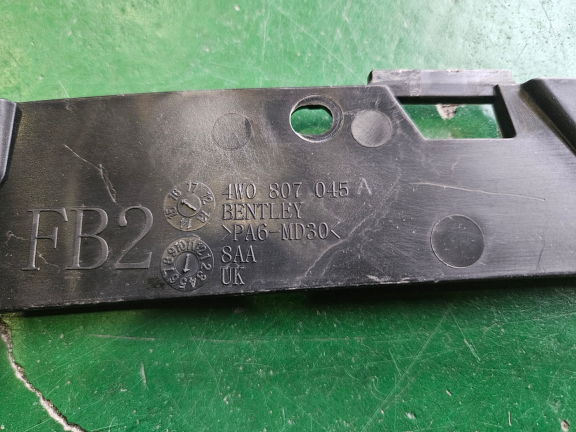 4W0 807 045 A
BENTLEY
>PA6-MD30<
8AA
UK
FB2